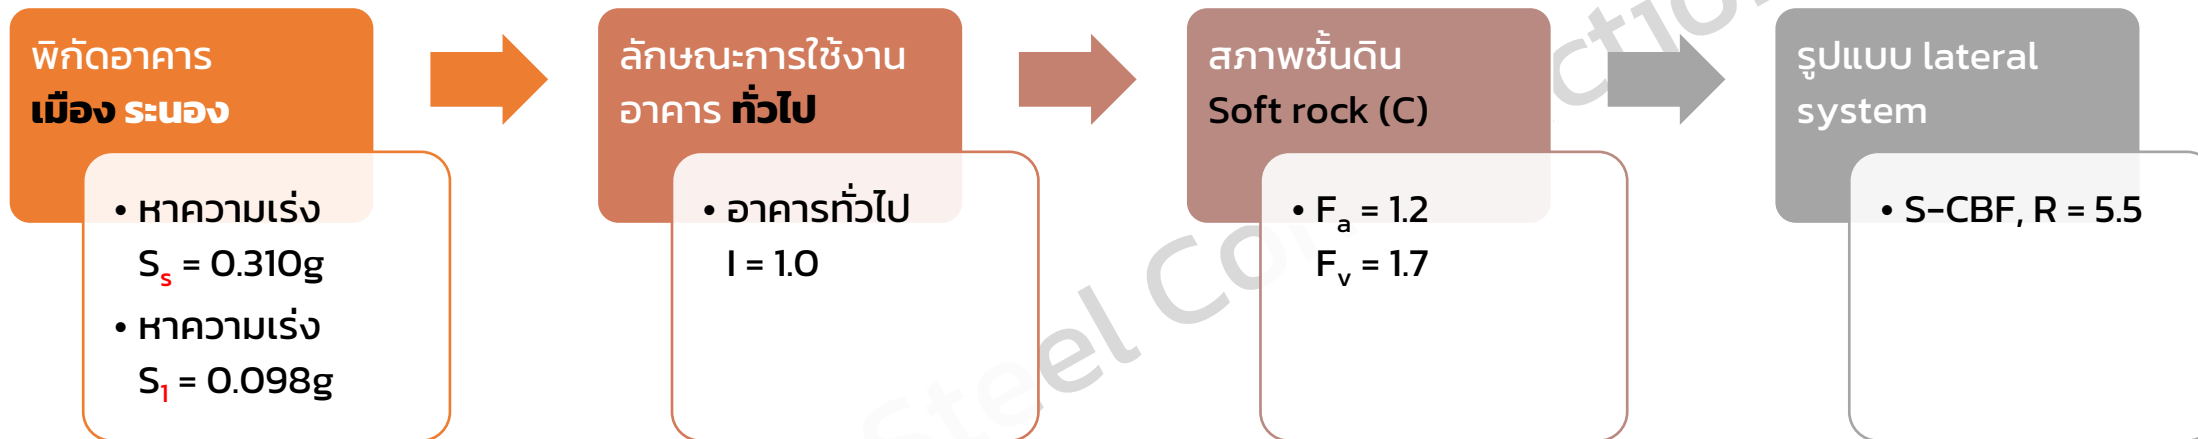 พิกัดอาคาร
เมือง ระนอง
• หาความเร่ง
Ss = 0.310g
• หาความเร่ง
S1 = 0.098g
ลักษณะการใช้งาน
อาคาร ทั่วไป
• อาคารทั่วไป
I = 1.0
สภาพชั้นดิน
Soft rock (C)
• Fa = 1.2
Fv = 1.7
รูปแบบ lateral
system
• S-CBF, R = 5.5
Steel Co